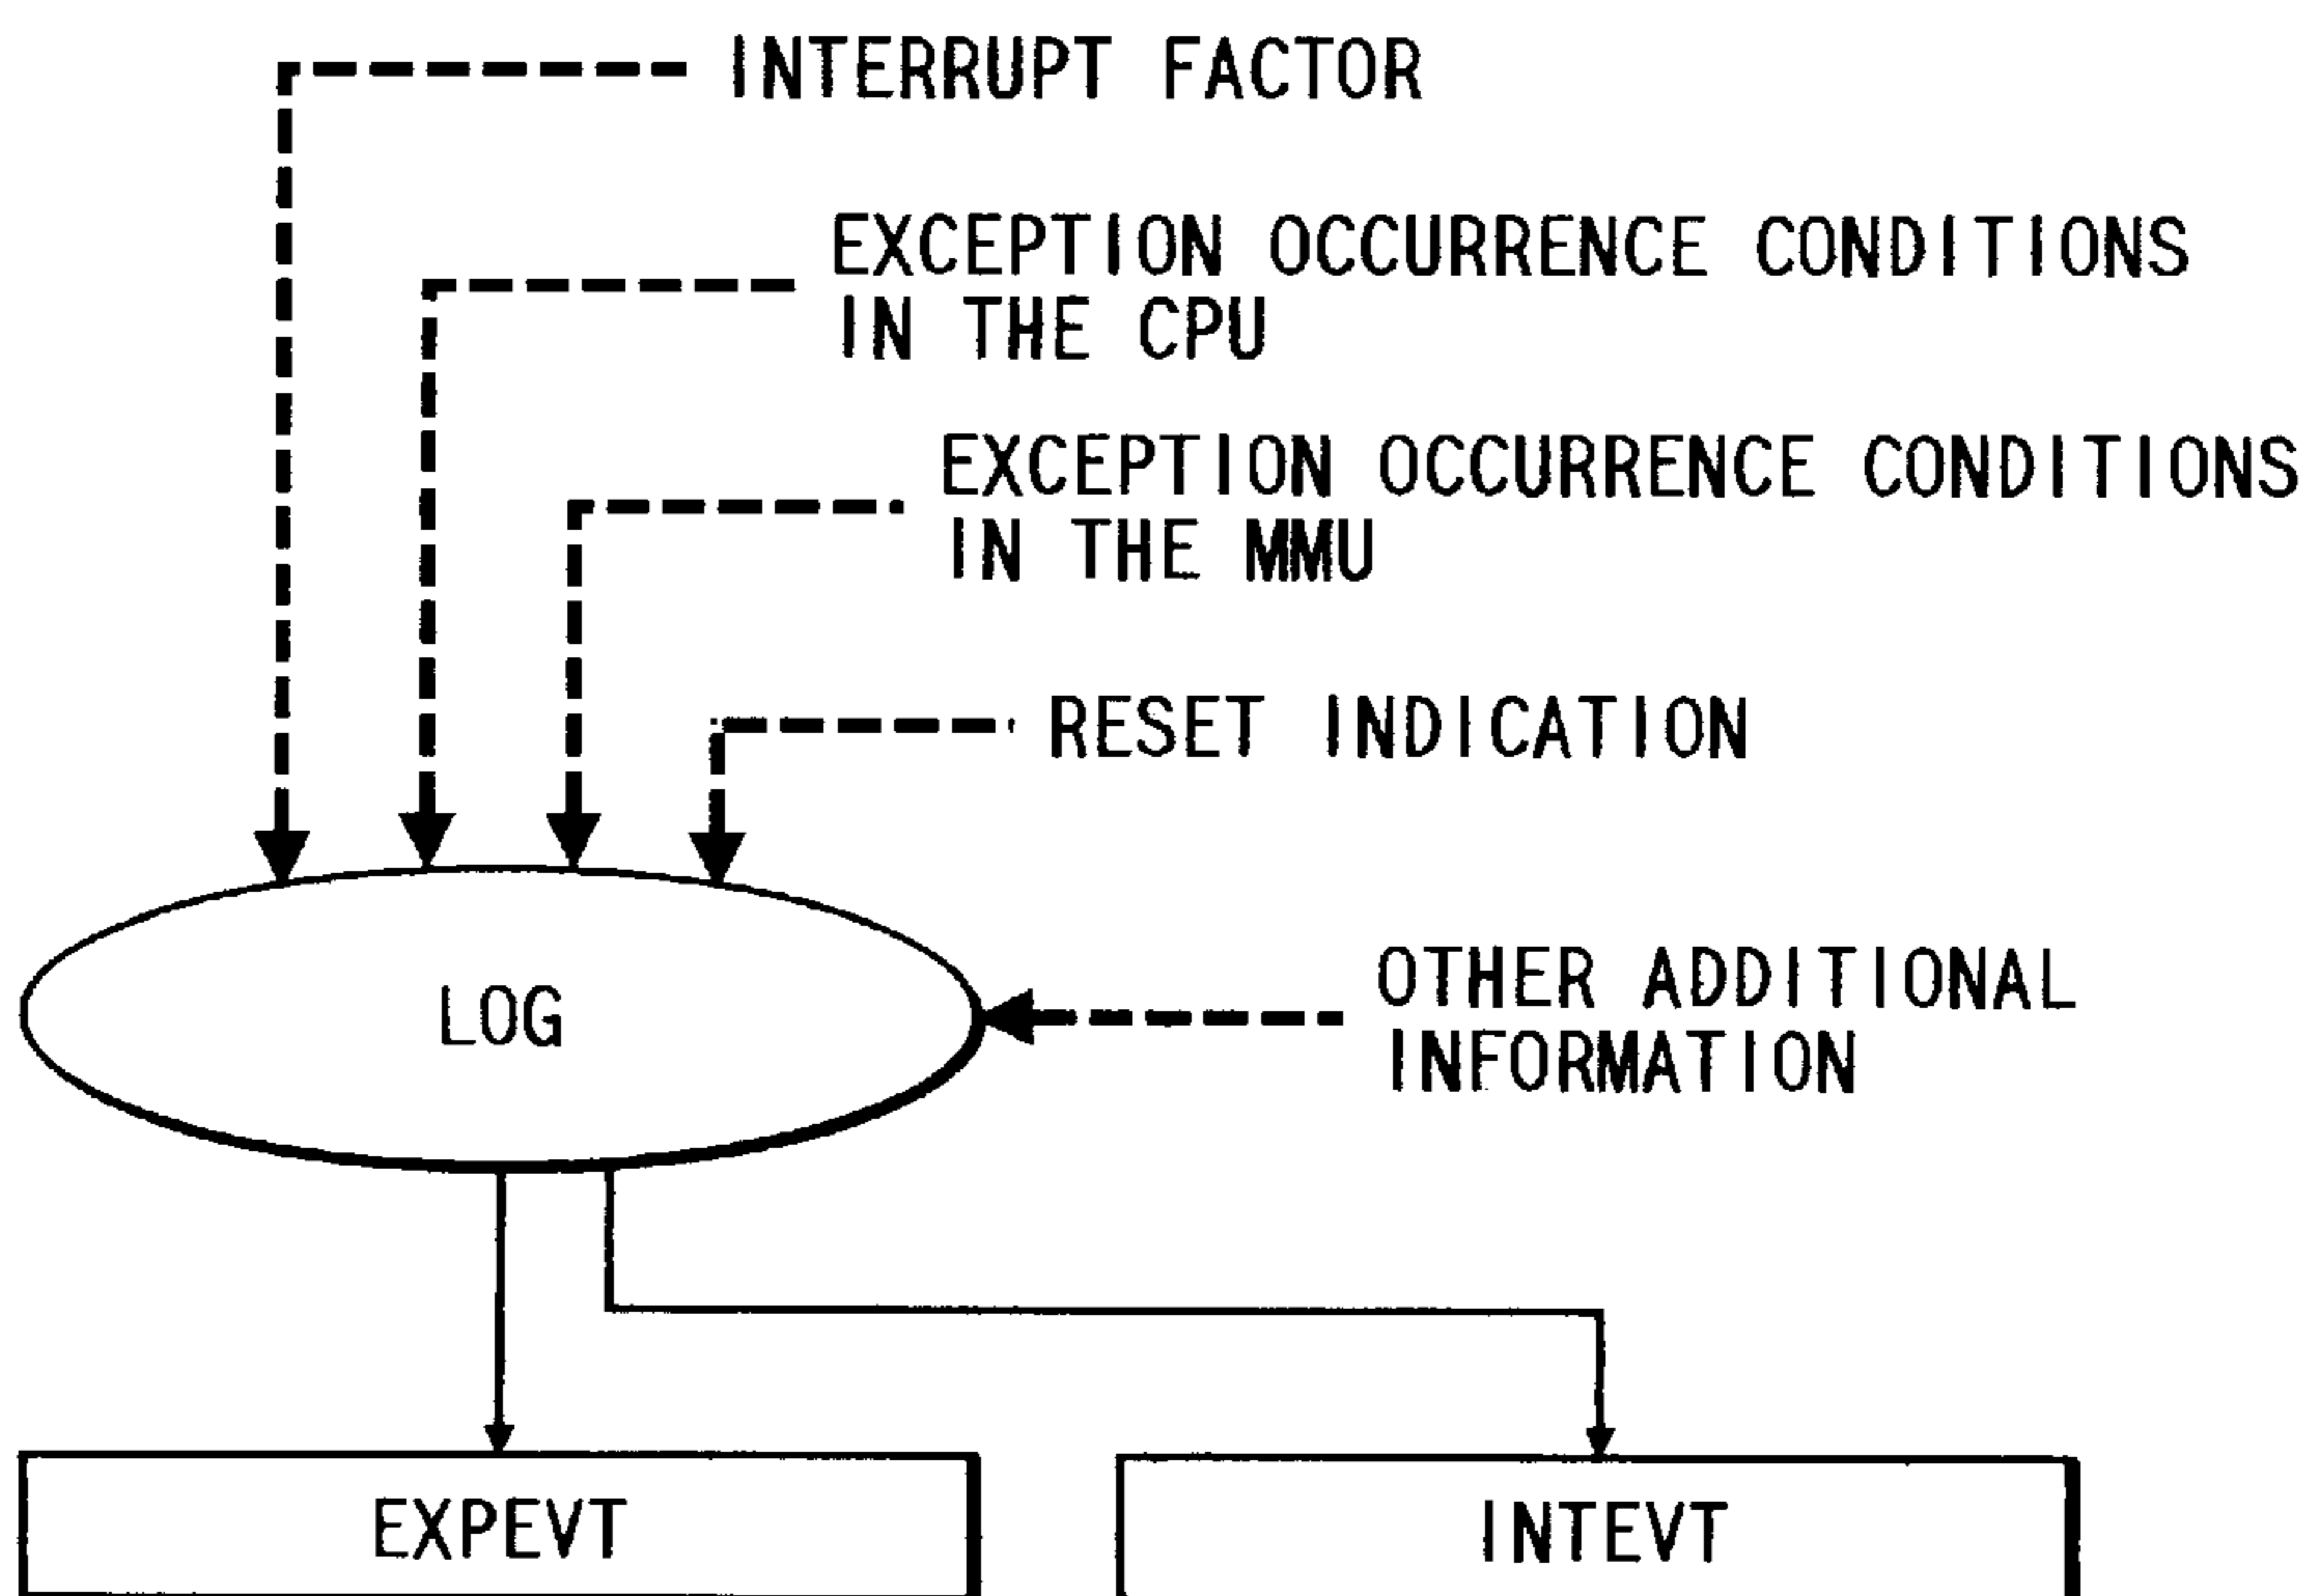 INTERRUPT FACTOR
EXCEPTION OCCURRENCE CONDITIONS
IN THE CPU
EXCEPTION OCCURRENCE CONDITIONS
IN THE MMU
RESET INDICATION
LOG
OTHER ADDITIONAL
INFORMATION
EXPEVT
INTEVT